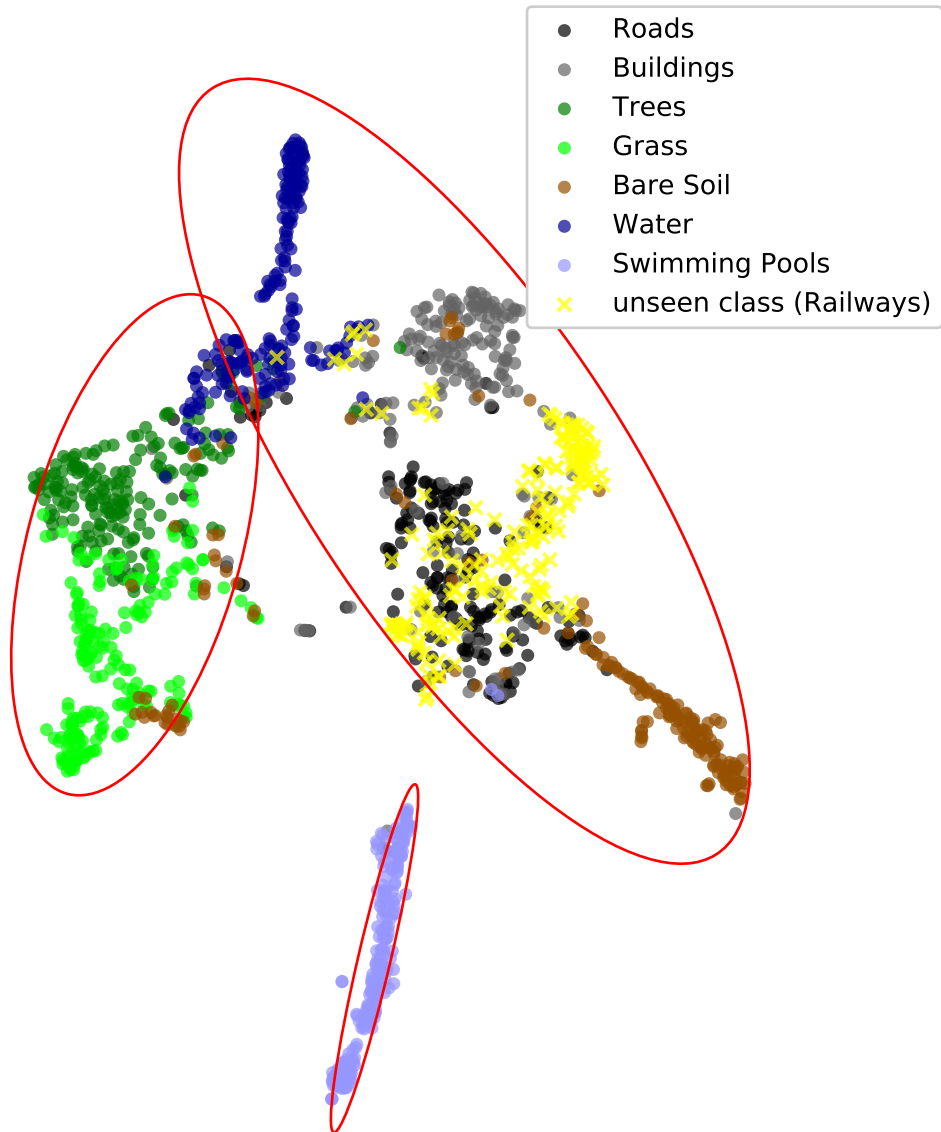 Roads
Buildings
Trees
Grass
Bare Soil
Water
Swimming Pools
unseen class (Railways)